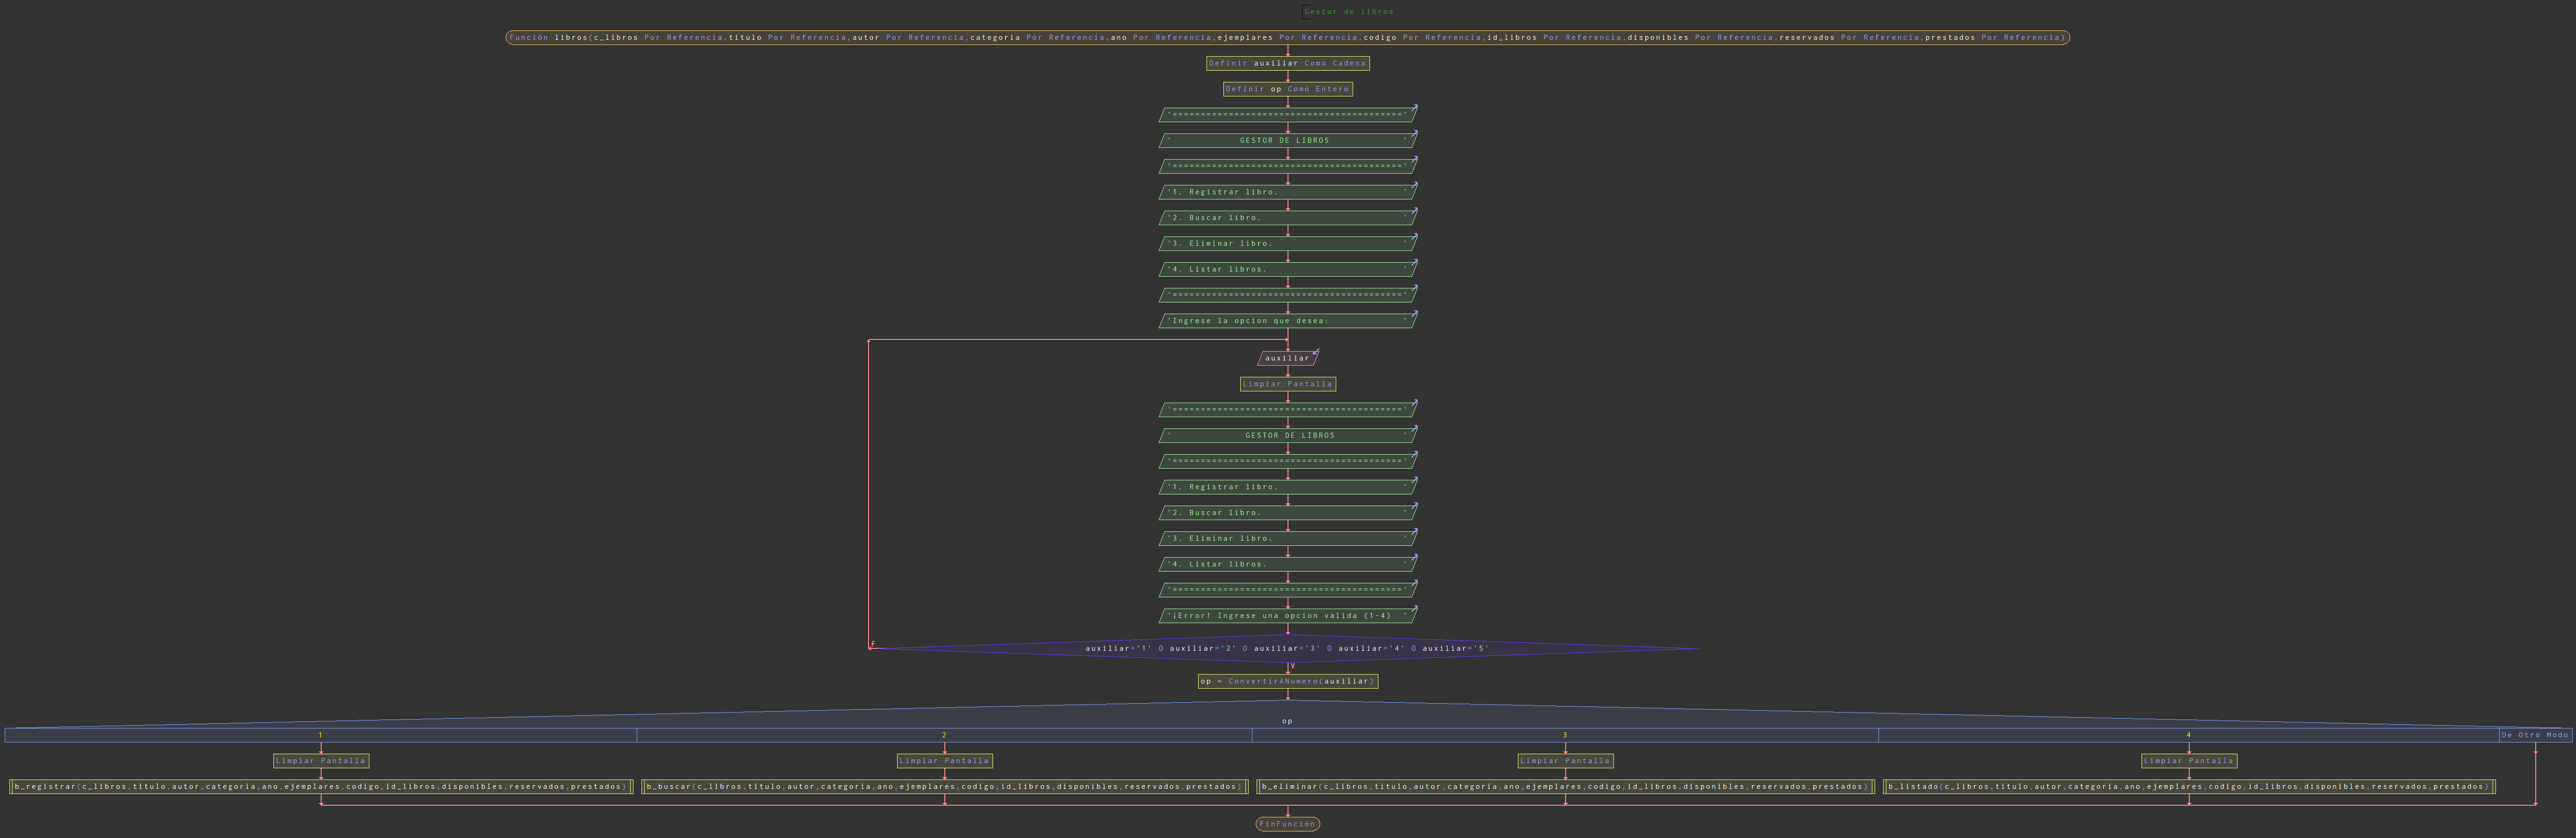 Gestor de libros
Función libros(c_libros Por Referencia,titulo Por Referencia,autor Por Referencia,categoria Por Referencia,ano Por Referencia,ejemplares Por Referencia,codigo Por Referencia,id_libros Por Referencia,disponibles Por Referencia,reservados Por Referencia,prestados Por Referencia)
Definir auxiliar Como Cadena
Definir op Como Entero
'========================================='
' GESTOR DE LIBROS '
'========================================='
'1. Registrar libro. '
'2. Buscar libro. '
'3. Eliminar libro. '
'4. Listar libros. '
'========================================='
'Ingrese la opcion que desea: '
auxiliar
Limpiar Pantalla
'========================================='
' GESTOR DE LIBROS '
'========================================='
'1. Registrar libro. '
'2. Buscar libro. '
'3. Eliminar libro. '
'4. Listar libros. '
'========================================='
'¡Error! Ingrese una opcion valida (1-4) '
F
auxiliar='1' O auxiliar='2' O auxiliar='3' O auxiliar='4' O auxiliar='5'
V
op ← ConvertirANumero(auxiliar)
op
1 2 3 4 De Otro Modo
Limpiar Pantalla Limpiar Pantalla Limpiar Pantalla Limpiar Pantalla
b_registrar(c_libros,titulo,autor,categoria,ano,ejemplares,codigo,id_libros,disponibles,reservados,prestados) b_buscar(c_libros,titulo,autor,categoria,ano,ejemplares,codigo,id_libros,disponibles,reservados,prestados) b_eliminar(c_libros,titulo,autor,categoria,ano,ejemplares,codigo,id_libros,disponibles,reservados,prestados) b_listado(c_libros,titulo,autor,categoria,ano,ejemplares,codigo,id_libros,disponibles,reservados,prestados)
FinFunción